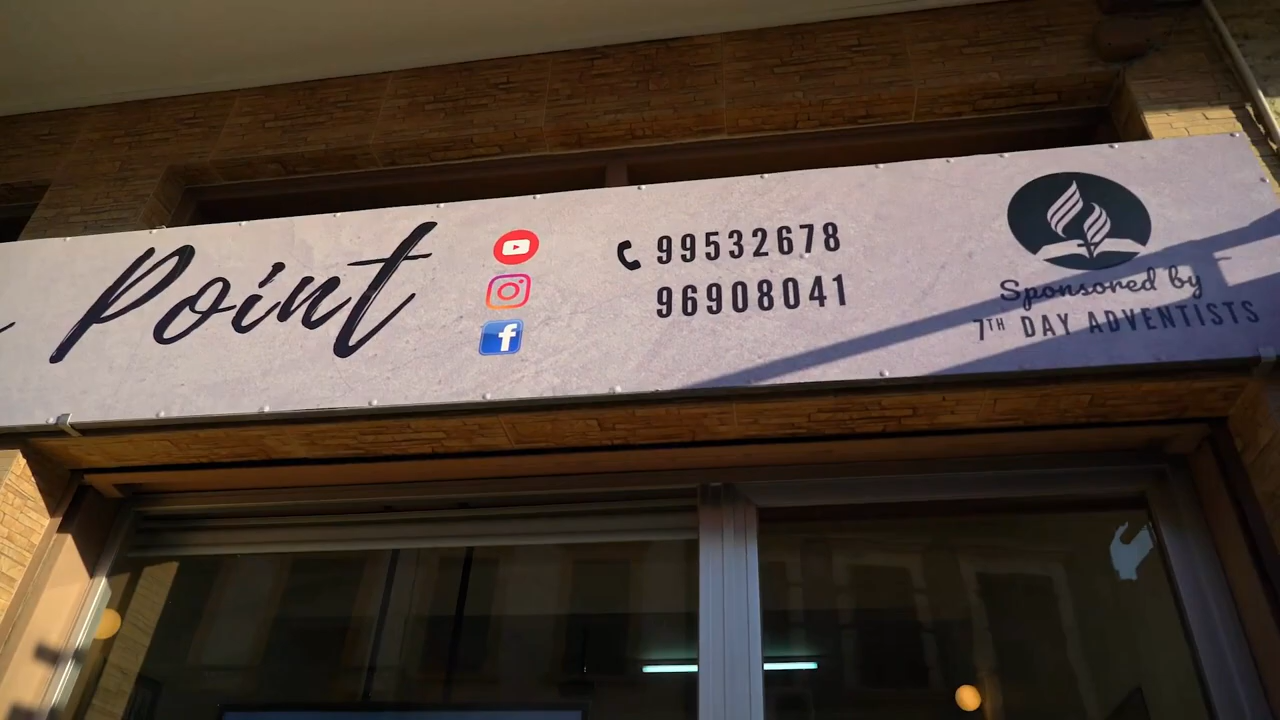 Point
99532678
96908041
Sponsored by
7TH DAY ADVENTISTS